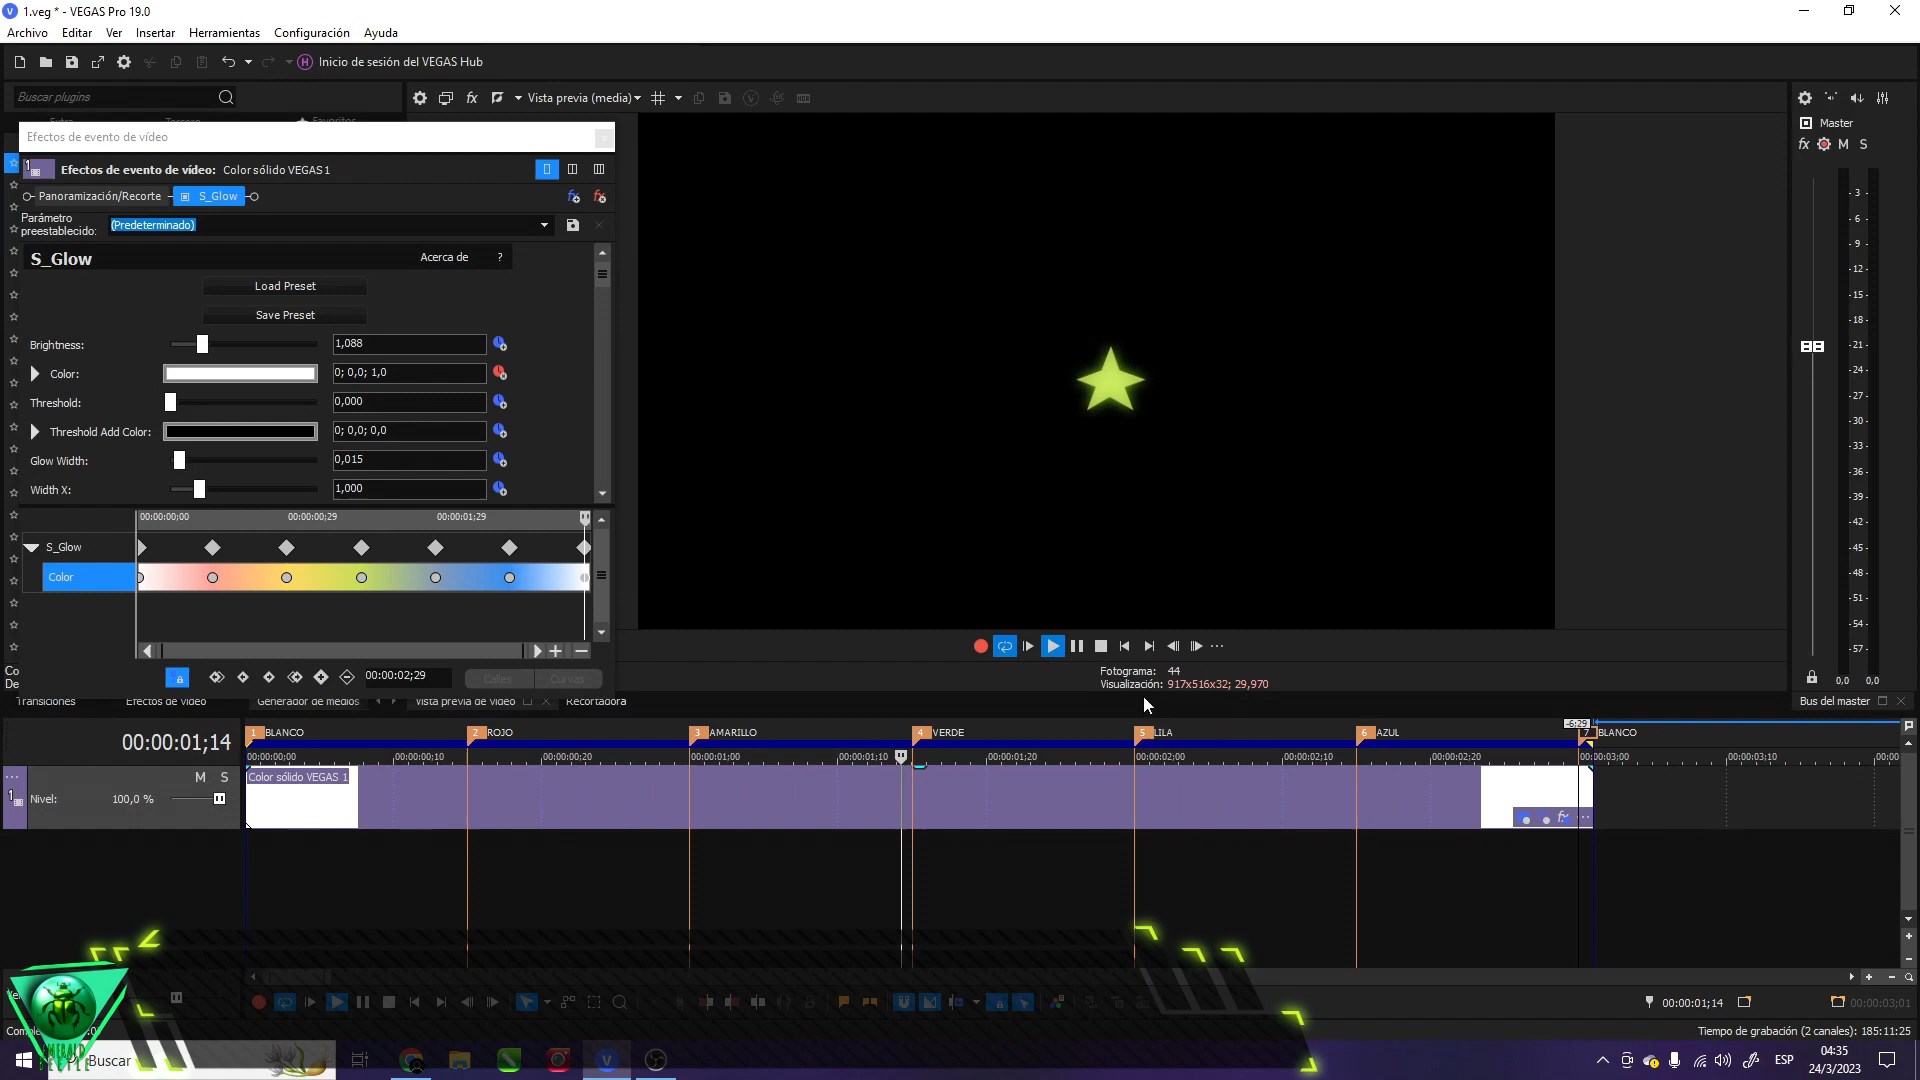 1.veg * - VEGAS Pro 19.0
Archivo Editar Ver Insertar Herramientas Configuración Ayuda
Inicio de sesión del VEGAS Hub
Buscar plugins
Vista previa (media)
Favoritos
Efectos de evento de vídeo
Master
fx M S
Efectos de evento de vídeo: Color sólido VEGAS 1
Panoramización/Recorte S_Glow
Parámetro preestablecido: (Predeterminado)
S_Glow Acerca de ?
Load Preset
Save Preset
Brightness: 1,088
Color: 0; 0,0; 1,0
Threshold: 0,000
Threshold Add Color: 0; 0,0; 0,0
Glow Width: 0,015
Width X: 1,000
00:00:00;00 00:00:00;29 00:00:01;29
S_Glow
Color
00:00:02;29 Calles Curvas
- 3 -
- 6 -
- 9 -
- 12 -
- 15 -
- 18 -
- 21 -
- 24 -
- 27 -
- 30 -
- 33 -
- 36 -
- 39 -
- 42 -
- 45 -
- 48 -
- 51 -
- 54 -
- 57 -
0,0 0,0
Fotograma: 44
Visualización: 917x516x32; 29,970
Transiciones Efectos de vídeo Generador de medios Vista previa de vídeo Recortadora
Bus del master
00:00:01;14
1 BLANCO 2 ROJO 3 AMARILLO 4 VERDE 5 LILA 6 AZUL 7 BLANCO
-6;29
00:00:00;00 00:00:00;10 00:00:00;20 00:00:01;00 00:00:01;10 00:00:01;20 00:00:02;00 00:00:02;10 00:00:02;20 00:00:03;00 00:00:03;10 00:00
1 M S
Nivel: 100,0 %
Color sólido VEGAS 1
00:00:01;14 00:00:03;01
Tiempo de grabación (2 canales): 185:11:25
EMERALD
BEETLE
Buscar
ESP
04:35
24/3/2023